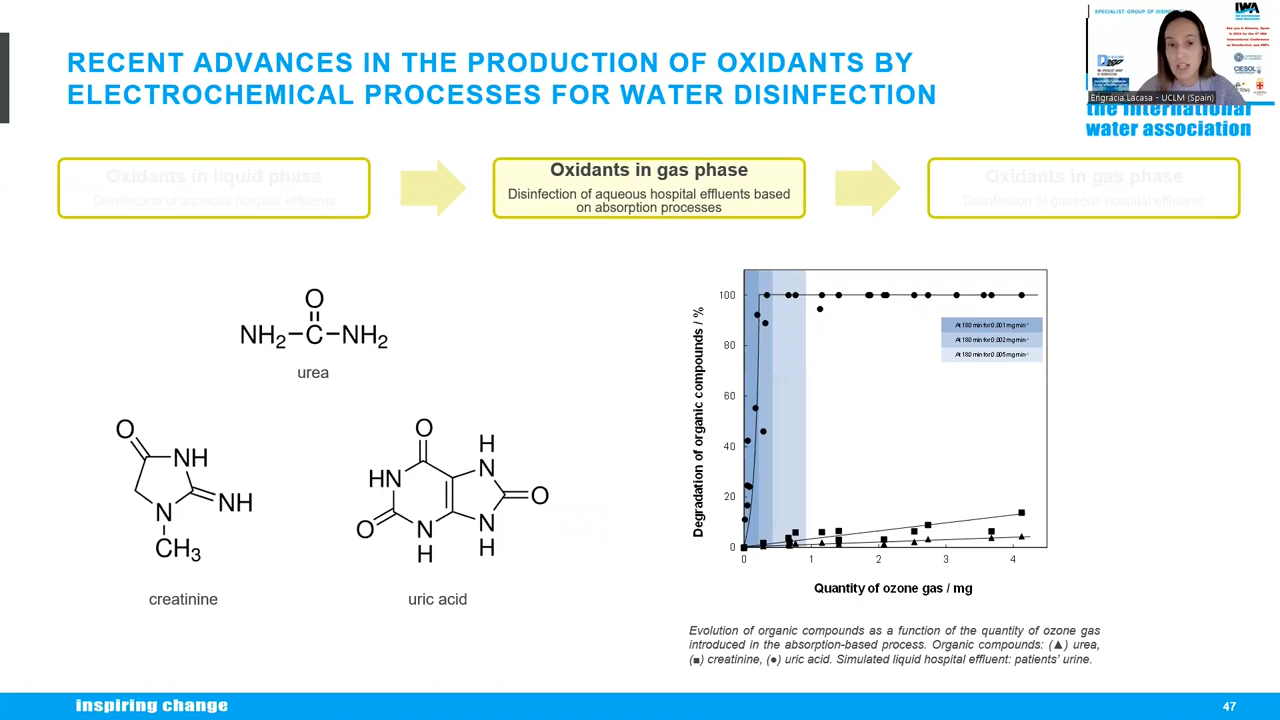 RECENT ADVANCES IN THE PRODUCTION OF OXIDANTS BY
ELECTROCHEMICAL PROCESSES FOR WATER DISINFECTION
SPECIALIST GROUP OF DISINF
IWA
Engracia Lacasa - UCLM (Spain)
CIESOL
the international
water association
Oxidants in liquid phase
Disinfection of aqueous hospital effluents
Oxidants in gas phase
Disinfection of aqueous hospital effluents based
on absorption processes
Oxidants in gas phase
Disinfection of gaseous hospital effluents
O
NH2–C–NH2
urea
O
NH
NH
N
CH3
creatinine
O
H
HN
N
O
O
N
N
H
H
uric acid
Degradation of organic compounds / %
100
80
60
40
20
0
At 180 min for 0.001 mg min-1
At 180 min for 0.002 mg min-1
At 180 min for 0.005 mg min-1
0
1
2
3
4
Quantity of ozone gas / mg
Evolution of organic compounds as a function of the quantity of ozone gas
introduced in the absorption-based process. Organic compounds: (▲) urea,
(■) creatinine, (●) uric acid. Simulated liquid hospital effluent: patients' urine.
inspiring change
47